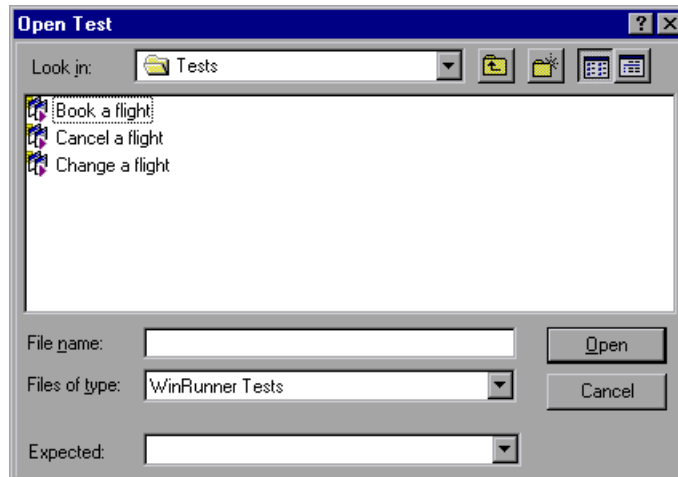 Open Test
Look in: Tests
Book a flight
Cancel a flight
Change a flight
File name: Open
Files of type: WinRunner Tests Cancel
Expected: